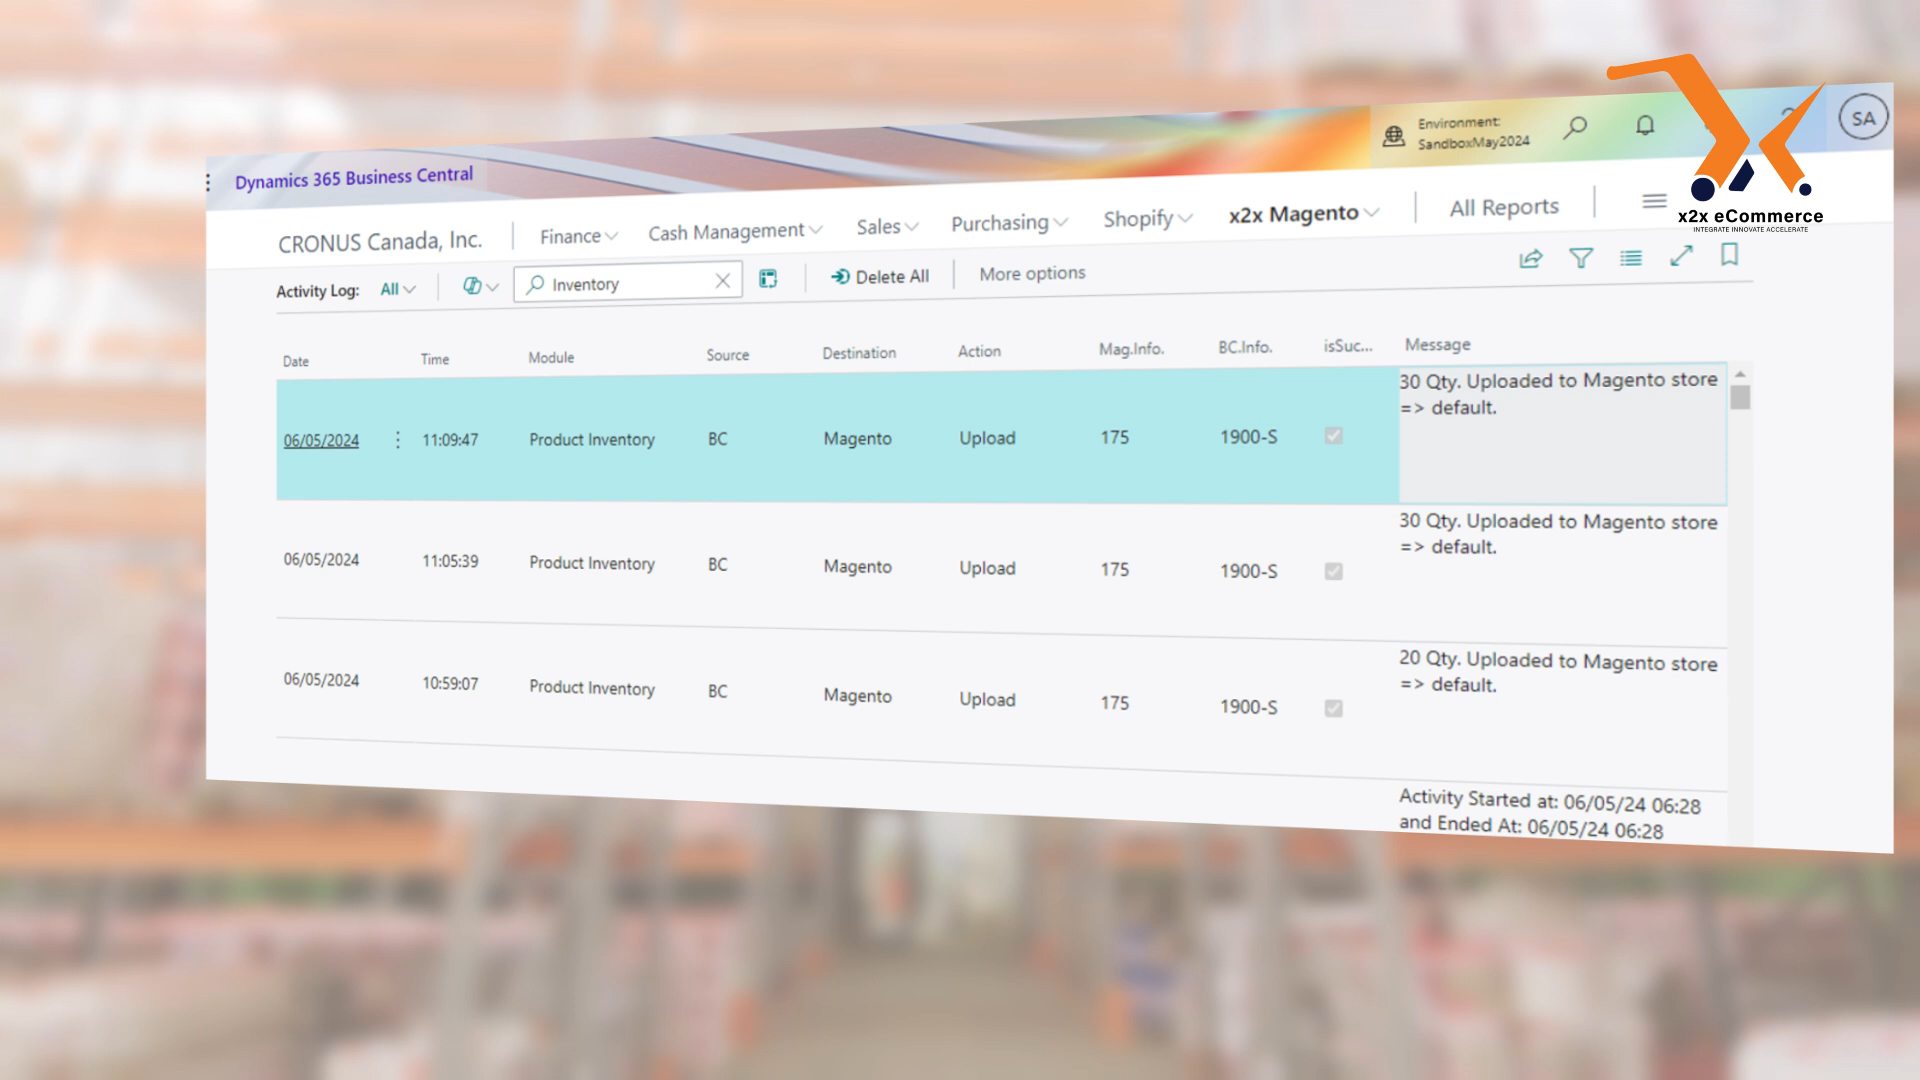 Environment:
SandboxMay2024
SA
Dynamics 365 Business Central
x2x eCommerce
INTEGRATE INNOVATE ACCELERATE
CRONUS Canada, Inc. Finance Cash Management Sales Purchasing Shopify x2x Magento All Reports
Activity Log: All Inventory Delete All More options
Date Time Module Source Destination Action Mag.Info. BC.Info. isSuc... Message
06/05/2024 11:09:47 Product Inventory BC Magento Upload 175 1900-S 30 Qty. Uploaded to Magento store
=> default.
06/05/2024 11:05:39 Product Inventory BC Magento Upload 175 1900-S 30 Qty. Uploaded to Magento store
=> default.
06/05/2024 10:59:07 Product Inventory BC Magento Upload 175 1900-S 20 Qty. Uploaded to Magento store
=> default.
Activity Started at: 06/05/24 06:28
and Ended At: 06/05/24 06:28